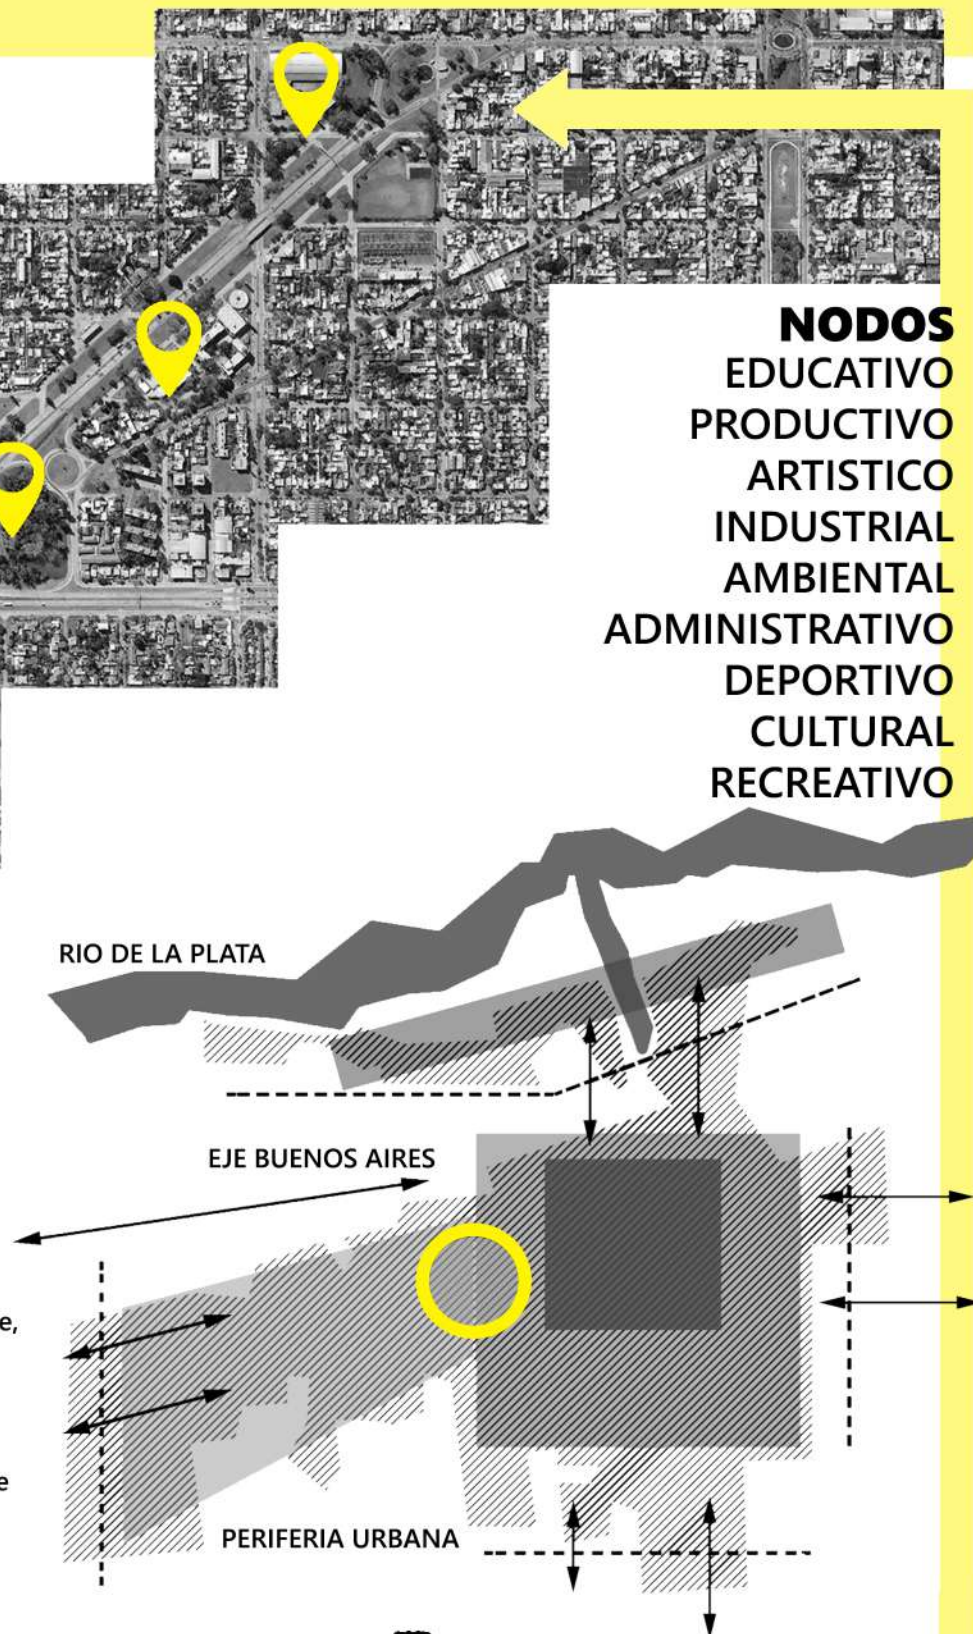 NODOS
EDUCATIVO
PRODUCTIVO
ARTISTICO
INDUSTRIAL
AMBIENTAL
ADMINISTRATIVO
DEPORTIVO
CULTURAL
RECREATIVO
RIO DE LA PLATA
EJE BUENOS AIRES
e,
e
PERIFERIA URBANA